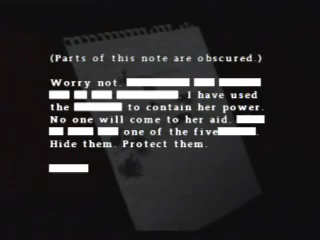 (Parts of this note are obscured.)
Worry not.
. I have used
the to contain her power.
No one will come to her aid.
one of the five .
Hide them. Protect them.